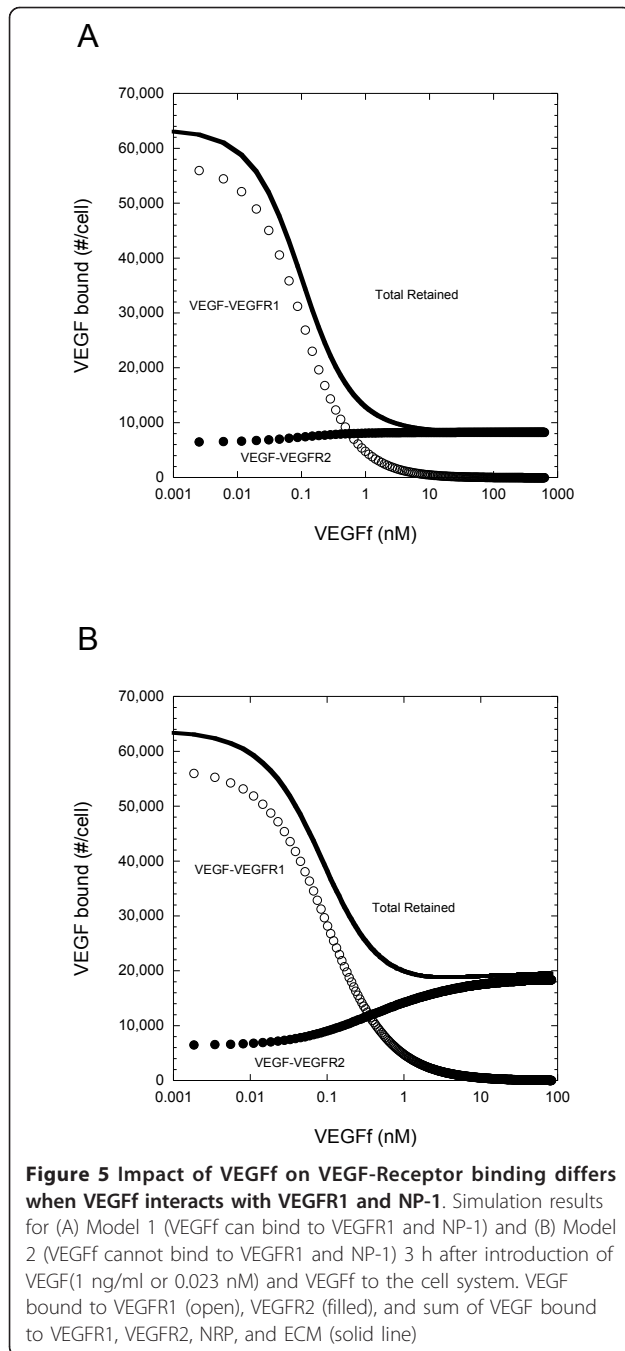 A
70,000
60,000
50,000
40,000
30,000
20,000
10,000
0
VEGF bound (#/cell)
VEGF-VEGFR1
Total Retained
VEGF-VEGFR2
0.001 0.01 0.1 1 10 100 1000
VEGFf (nM)
B
70,000
60,000
50,000
40,000
30,000
20,000
10,000
0
VEGF bound (#/cell)
VEGF-VEGFR1
Total Retained
VEGF-VEGFR2
0.001 0.01 0.1 1 10 100
VEGFf (nM)
Figure 5 Impact of VEGFf on VEGF-Receptor binding differs
when VEGFf interacts with VEGFR1 and NP-1. Simulation results
for (A) Model 1 (VEGFf can bind to VEGFR1 and NP-1) and (B) Model
2 (VEGFf cannot bind to VEGFR1 and NP-1) 3 h after introduction of
VEGF(1 ng/ml or 0.023 nM) and VEGFf to the cell system. VEGF
bound to VEGFR1 (open), VEGFR2 (filled), and sum of VEGF bound
to VEGFR1, VEGFR2, NRP, and ECM (solid line)